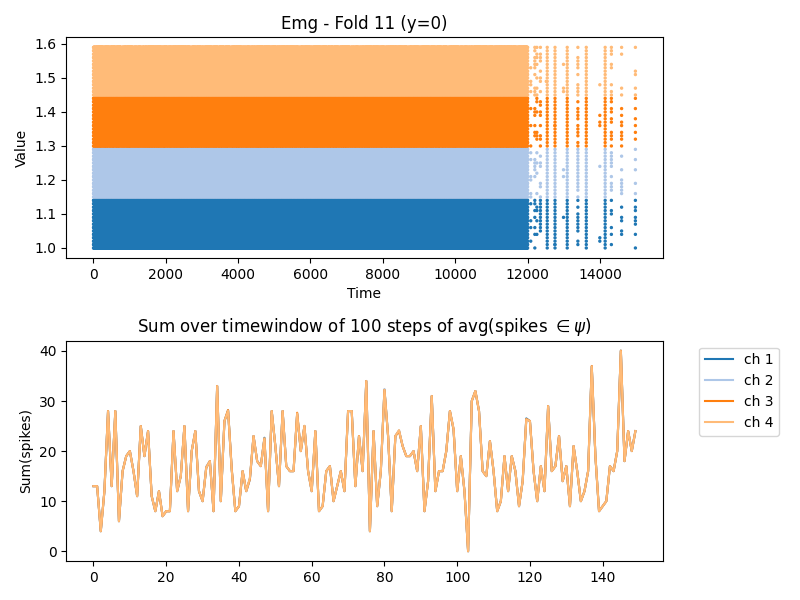 Emg - Fold 11 (y=0)
1.6
1.5
1.4
1.3
1.2
1.1
1.0
Value
0 2000 4000 6000 8000 10000 12000 14000
Time
Sum over timewindow of 100 steps of avg(spikes ∈ ψ)
40
30
20
10
0
Sum(spikes)
0 20 40 60 80 100 120 140
ch 1
ch 2
ch 3
ch 4